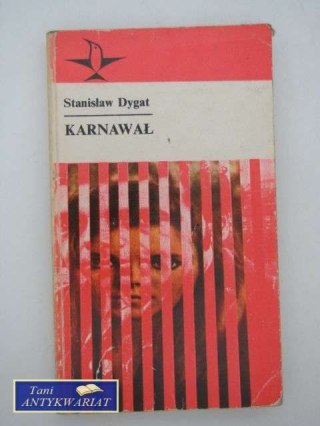 Stanisław Dygat
KARNAWAŁ
Tani
ANTYKWARIAT